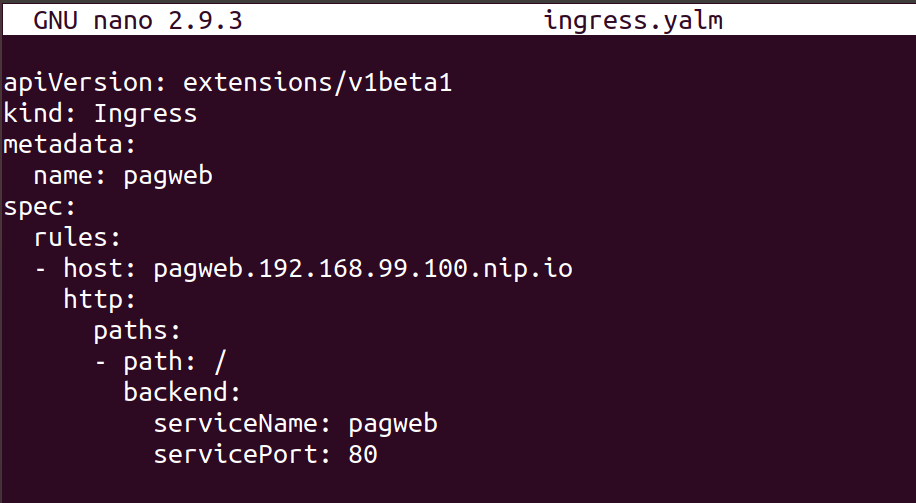 GNU nano 2.9.3 ingress.yalm
apiVersion: extensions/v1beta1
kind: Ingress
metadata:
  name: pagweb
spec:
  rules:
  - host: pagweb.192.168.99.100.nip.io
    http:
      paths:
      - path: /
        backend:
          serviceName: pagweb
          servicePort: 80